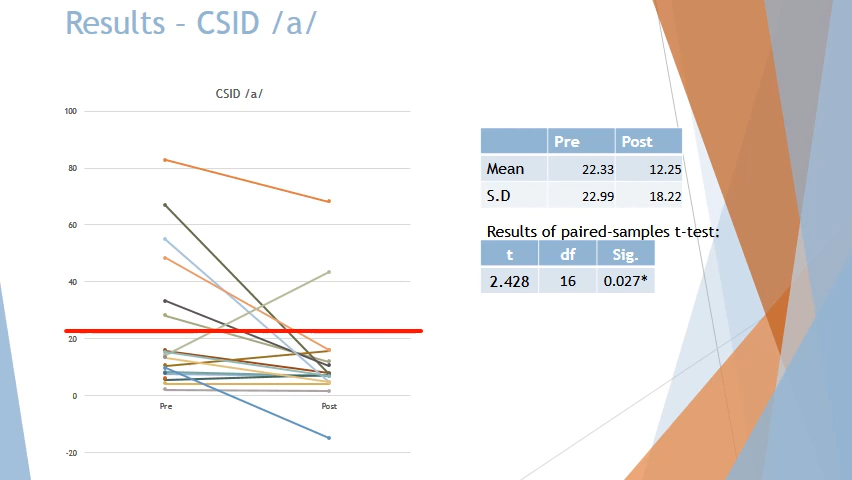 Results - CSID /a/
CSID /a/
100
80
60
40
20
0
-20
Pre
Post
Pre Post
Mean 22.33 12.25
S.D 22.99 18.22
Results of paired-samples t-test:
t df Sig.
2.428 16 0.027*